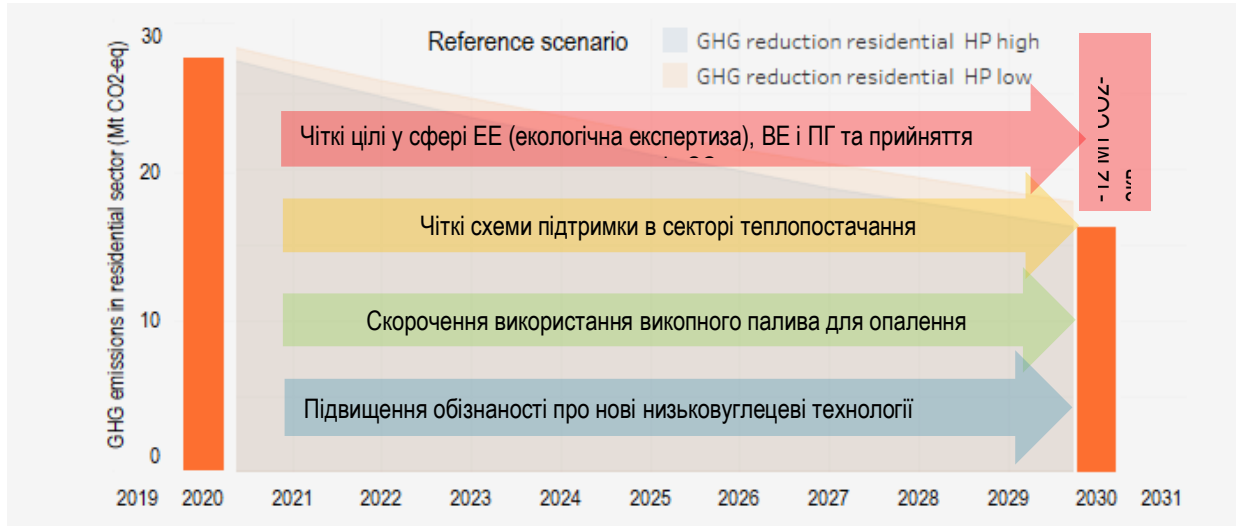 30
Reference scenario
GHG reduction residential HP high
GHG reduction residential HP low
GHG emissions in residential sector (Mt CO2-eq)
Чіткі цілі у сфері ЕЕ (екологічна експертиза), ВЕ і ПГ та прийняття
20
Чіткі схеми підтримки в секторі теплопостачання
10
Скорочення використання викопного палива для опалення
Підвищення обізнаності про нові низьковуглецеві технології
0
2019 2020 2021 2022 2023 2024 2025 2026 2027 2028 2029 2030 2031